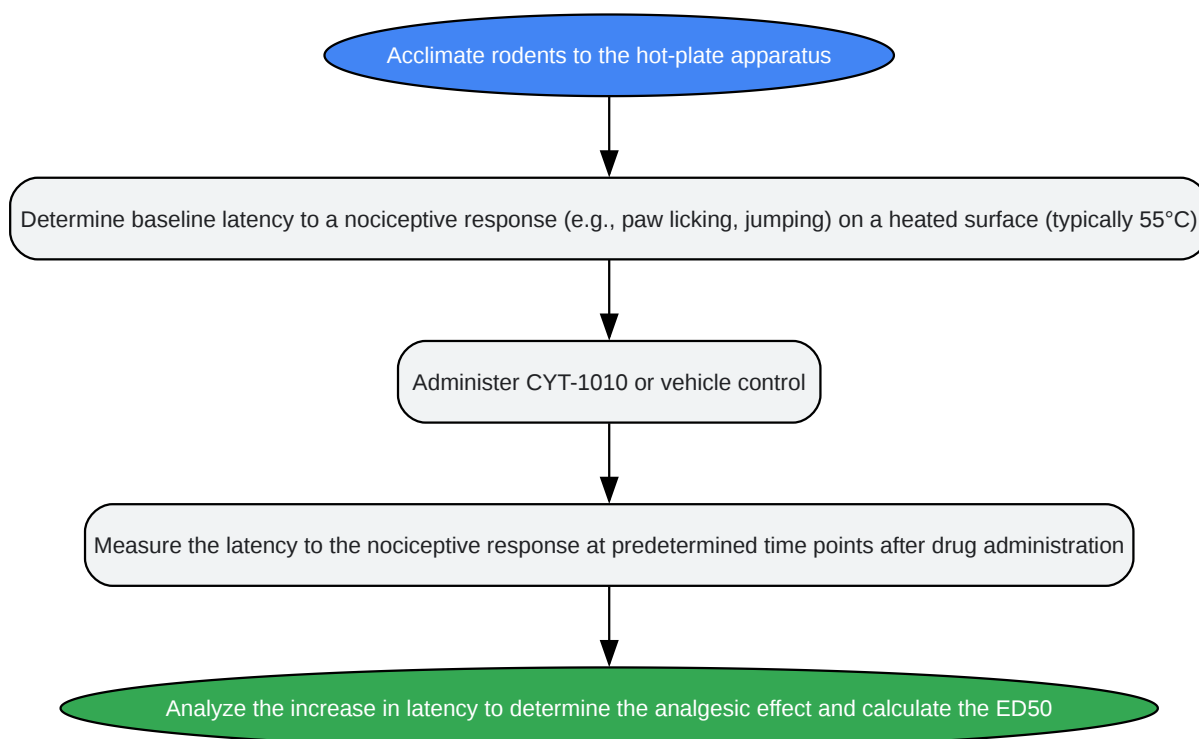 Acclimate rodents to the hot-plate apparatus
Determine baseline latency to a nociceptive response (e.g., paw licking, jumping) on a heated surface (typically 55°C)
Administer CYT-1010 or vehicle control
Measure the latency to the nociceptive response at predetermined time points after drug administration
Analyze the increase in latency to determine the analgesic effect and calculate the ED50